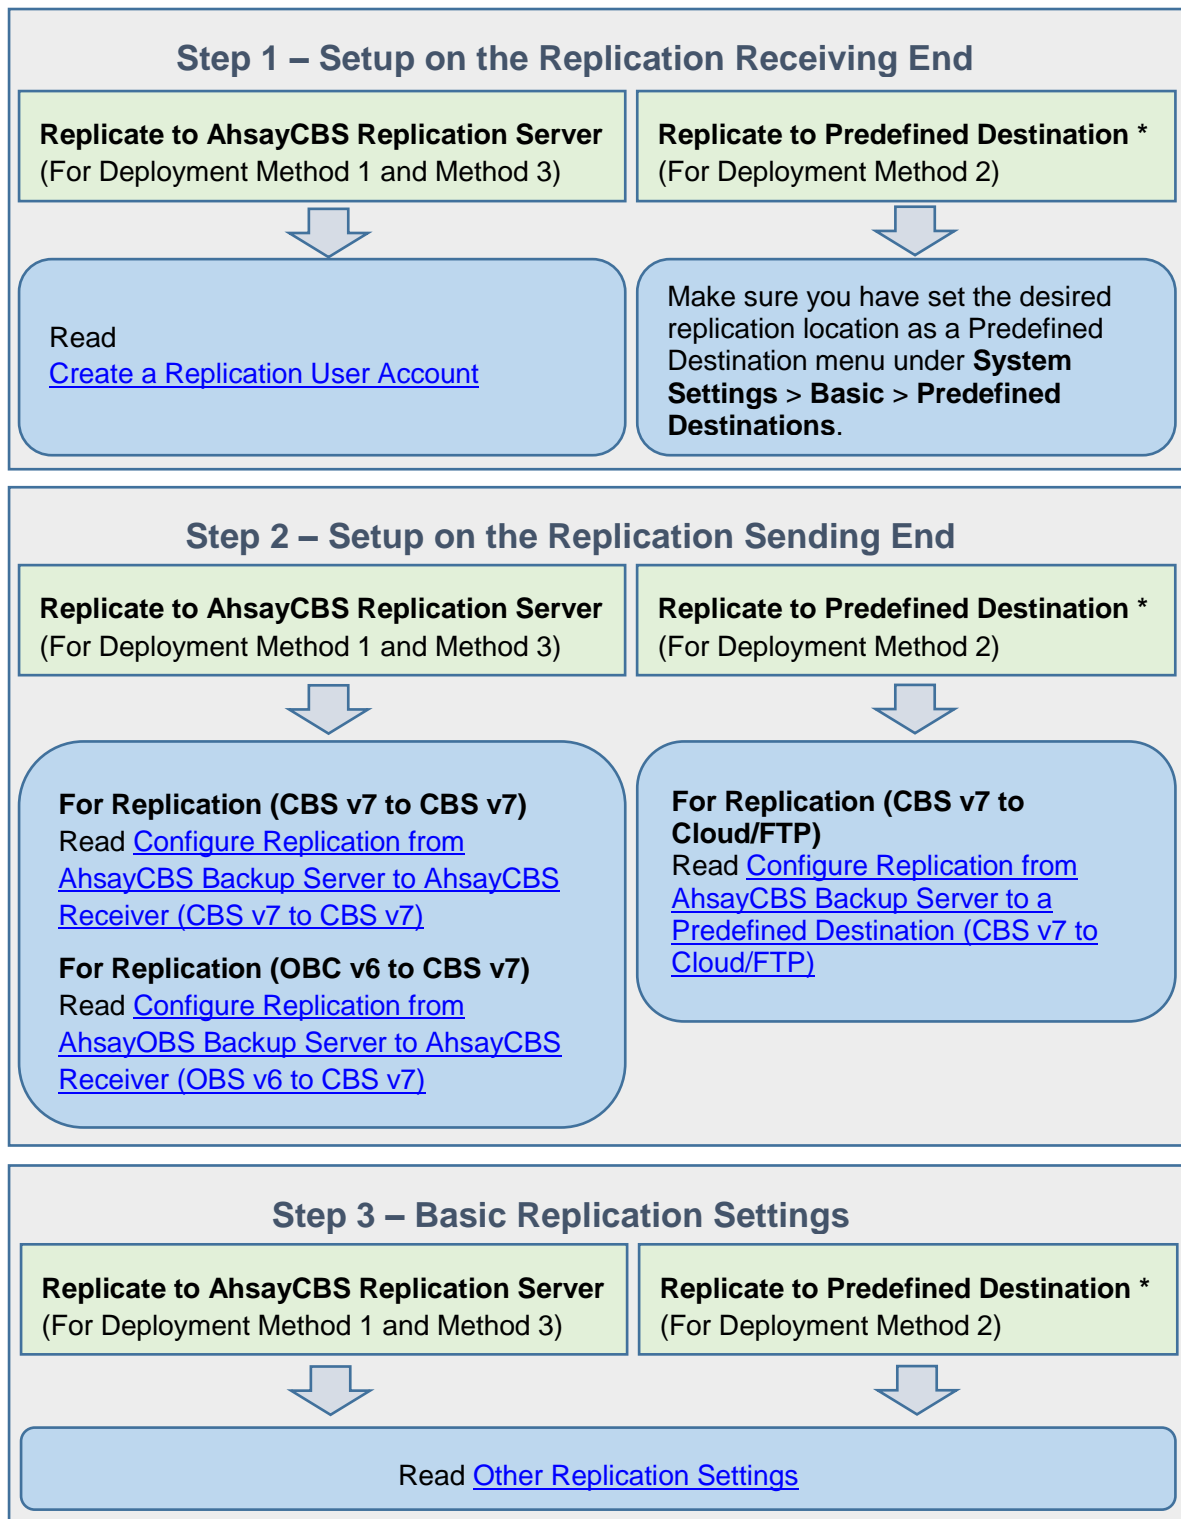 Step 1 – Setup on the Replication Receiving End
Replicate to AhsayCBS Replication Server
(For Deployment Method 1 and Method 3)
Replicate to Predefined Destination *
(For Deployment Method 2)
Read
Create a Replication User Account
Make sure you have set the desired
replication location as a Predefined
Destination menu under System
Settings > Basic > Predefined
Destinations.
Step 2 – Setup on the Replication Sending End
Replicate to AhsayCBS Replication Server
(For Deployment Method 1 and Method 3)
Replicate to Predefined Destination *
(For Deployment Method 2)
For Replication (CBS v7 to CBS v7)
Read Configure Replication from
AhsayCBS Backup Server to AhsayCBS
Receiver (CBS v7 to CBS v7)
For Replication (OBC v6 to CBS v7)
Read Configure Replication from
AhsayOBS Backup Server to AhsayCBS
Receiver (OBS v6 to CBS v7)
For Replication (CBS v7 to
Cloud/FTP)
Read Configure Replication from
AhsayCBS Backup Server to a
Predefined Destination (CBS v7 to
Cloud/FTP)
Step 3 – Basic Replication Settings
Replicate to AhsayCBS Replication Server
(For Deployment Method 1 and Method 3)
Replicate to Predefined Destination *
(For Deployment Method 2)
Read Other Replication Settings